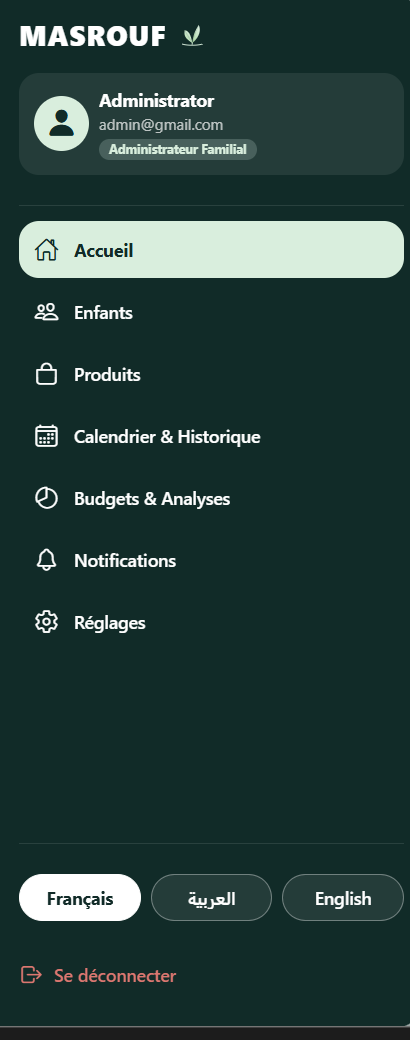 MASROUF
Administrator
admin@gmail.com
Administrateur Familial
Accueil
Enfants
Produits
Calendrier & Historique
Budgets & Analyses
Notifications
Réglages
Français
العربية
English
Se déconnecter